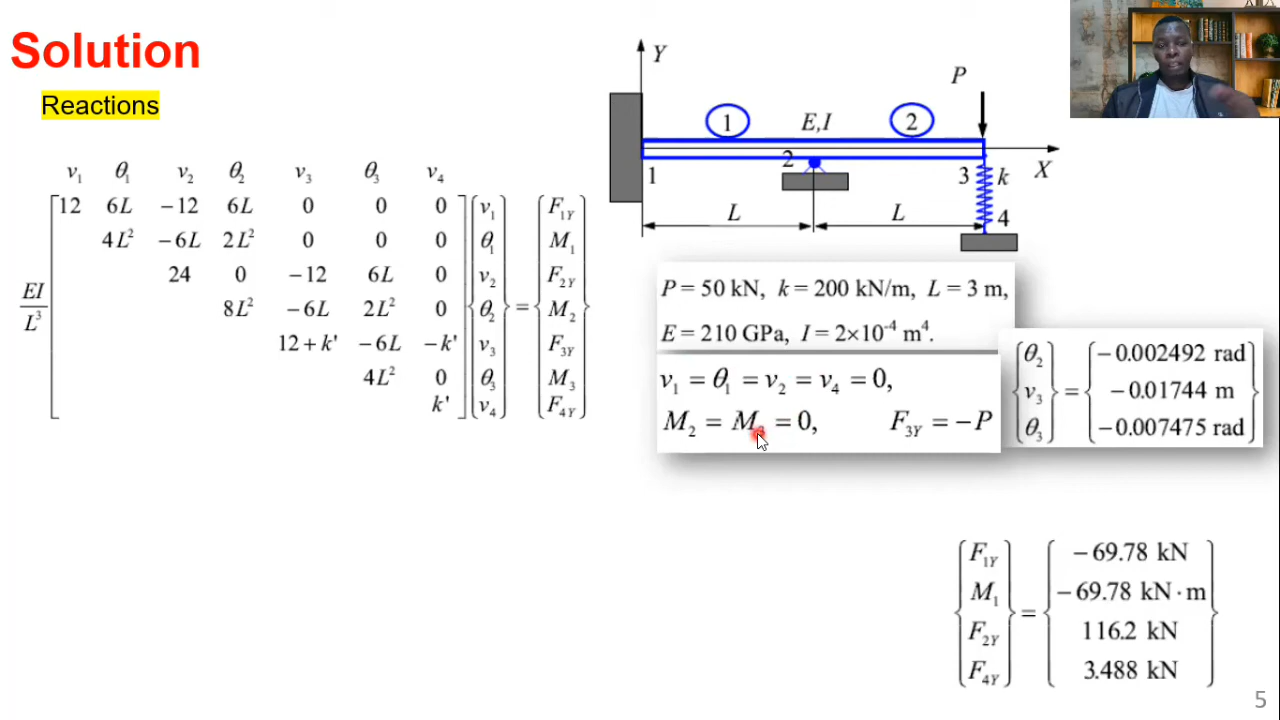 Solution
Reactions
v₁ θ₁ v₂ θ₂ v₃ θ₃ v₄
EI
L³
12 6L −12 6L 0 0 0
4L² −6L 2L² 0 0 0
24 0 −12 6L 0
8L² −6L 2L² 0
12 + k' −6L −k'
4L² 0
k'
v₁
θ₁
v₂
θ₂
v₃
θ₃
v₄
=
F₁Y
M₁
F₂Y
M₂
F₃Y
M₃
F₄Y
Y
P
1 E,I 2
2
1 3 k X
L L
4
P = 50 kN, k = 200 kN/m, L = 3 m,
E = 210 GPa, I = 2×10⁻⁴ m⁴.
v₁ = θ₁ = v₂ = v₄ = 0,
M₂ = M₃ = 0, F₃Y = −P
θ₂
v₃
θ₃
=
−0.002492 rad
−0.01744 m
−0.007475 rad
F₁Y
M₁
F₂Y
F₄Y
=
−69.78 kN
−69.78 kN·m
116.2 kN
3.488 kN
5